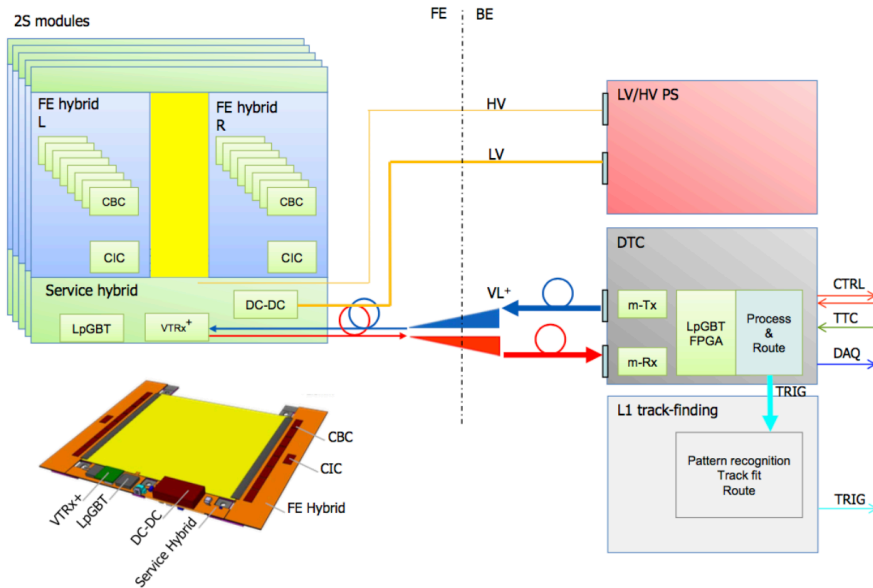 2S modules
FE
BE
FE hybrid
L
FE hybrid
R
CBC
CBC
CIC
CIC
Service hybrid
DC-DC
LpGBT
VTRx+
HV
LV
LV/HV PS
VL+
DTC
m-Tx
m-Rx
LpGBT
FPGA
Process
&
Route
CTRL
TTC
DAQ
TRIG
L1 track-finding
Pattern recognition
Track fit
Route
TRIG
CBC
CIC
FE Hybrid
VTRx+
LpGBT
DC-DC
Service Hybrid